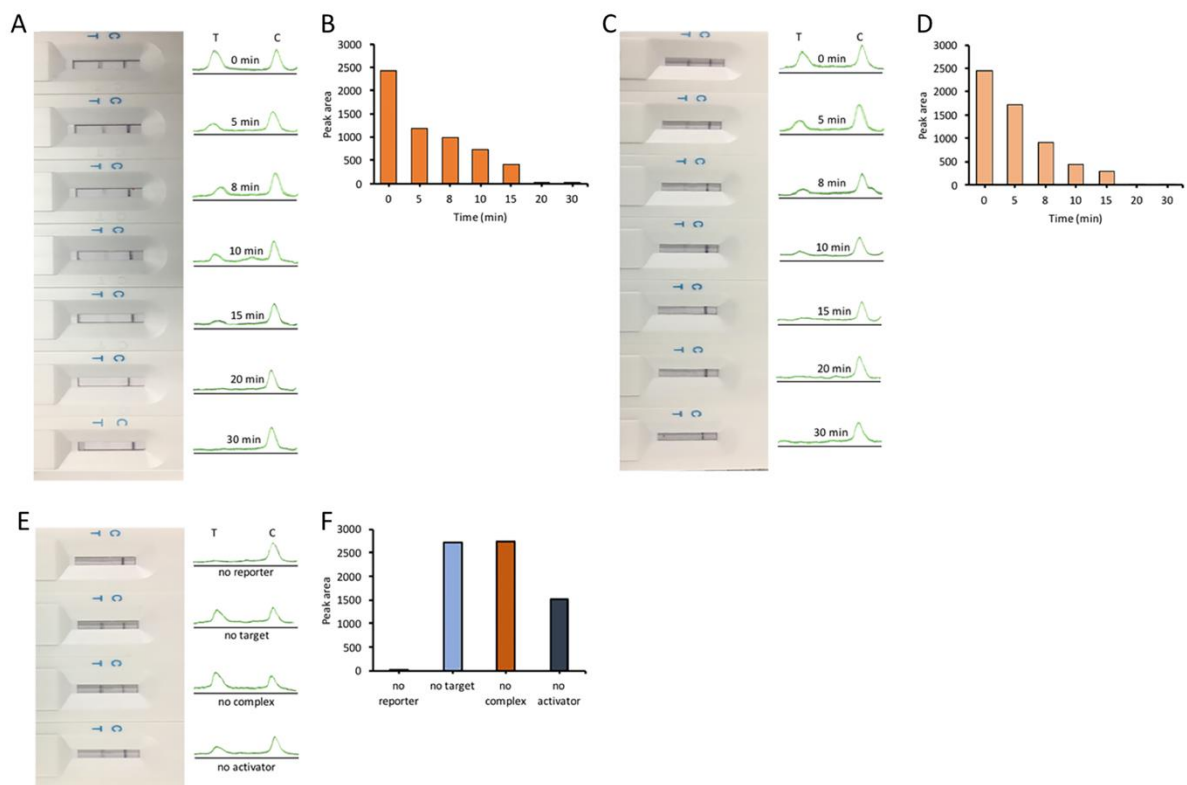 A
T C
0 min
5 min
8 min
10 min
15 min
20 min
30 min
C T
C T
C T
C T
C T
C T
C T
B
Peak area
3000
2500
2000
1500
1000
500
0
0 5 8 10 15 20 30
Time (min)
C
C T
C T
C T
C T
C T
C T
C T
T C
0 min
5 min
8 min
10 min
15 min
20 min
30 min
D
Peak area
3000
2500
2000
1500
1000
500
0
0 5 8 10 15 20 30
Time (min)
E
C T
C T
C T
C T
T C
no reporter
no target
no complex
no activator
F
Peak area
3000
2500
2000
1500
1000
500
0
no reporter
no target
no complex
no activator